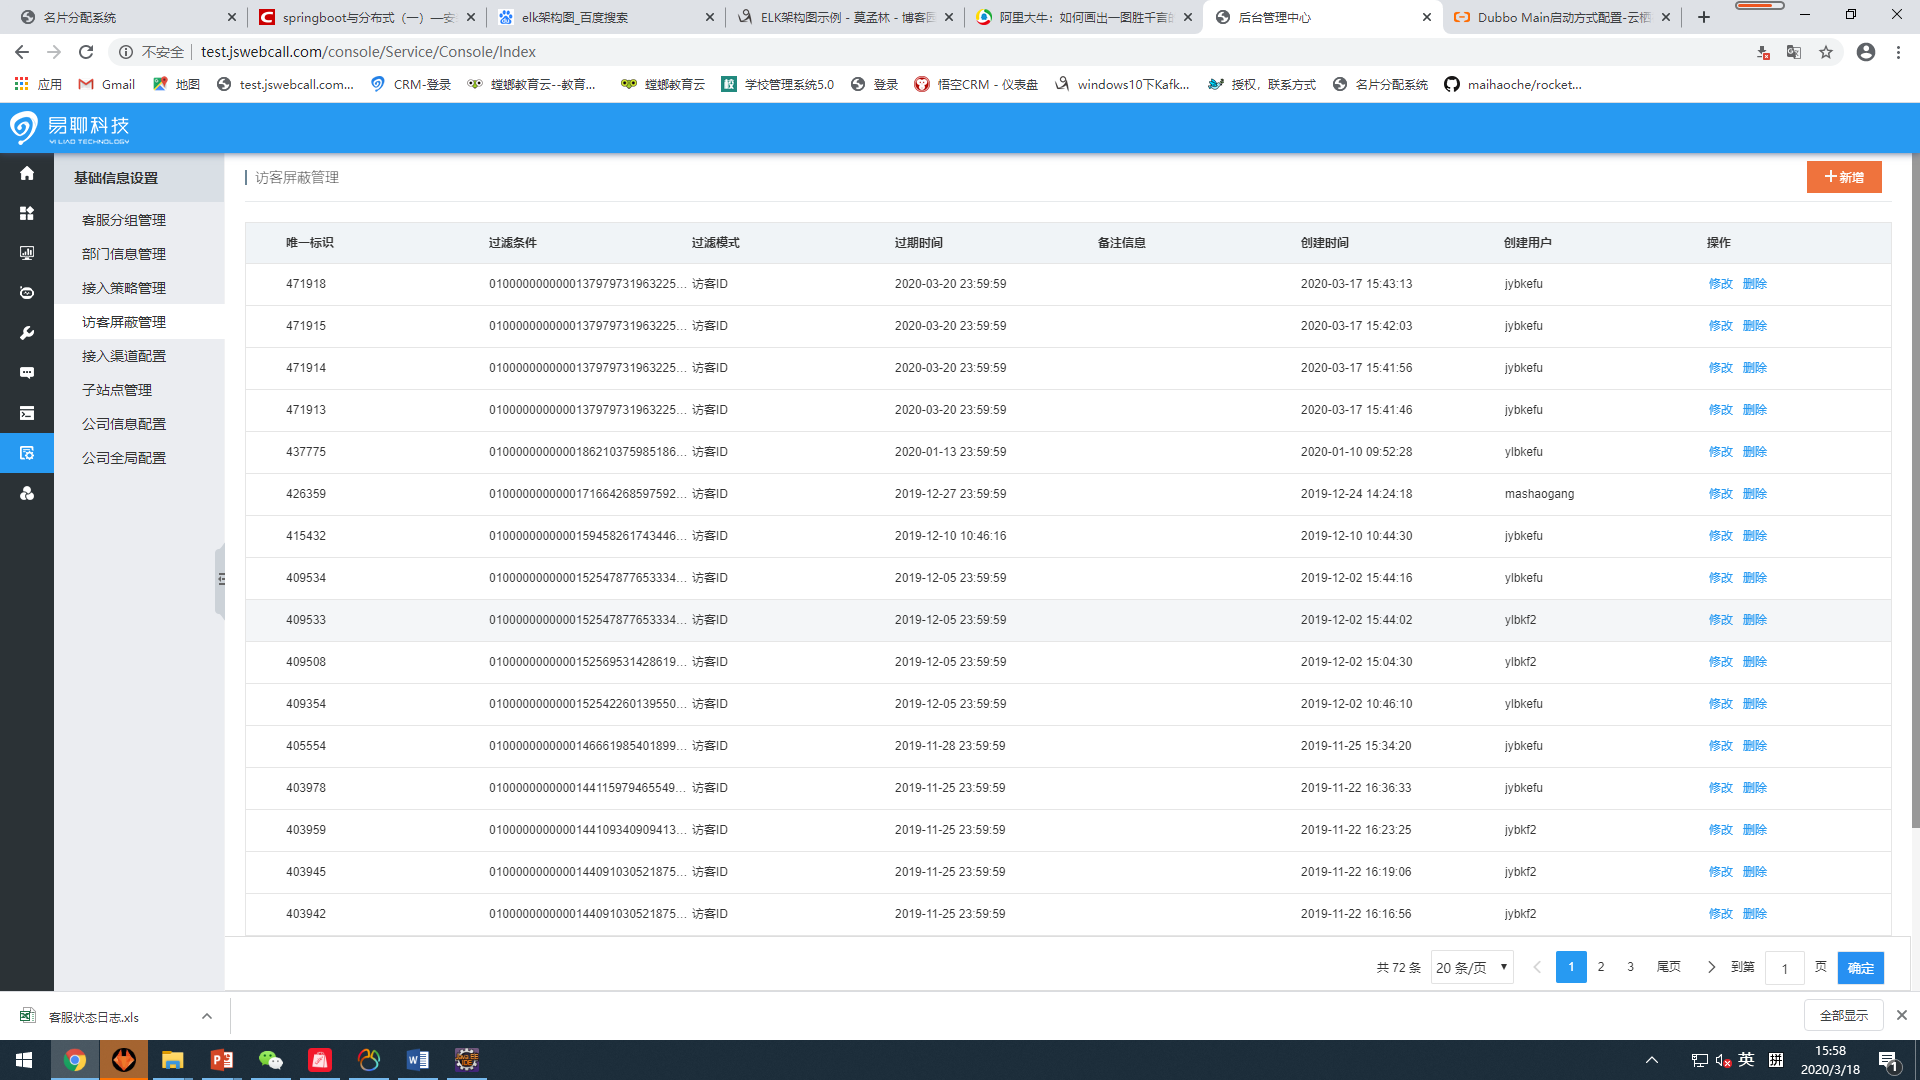 名片分配系统
springboot与分布式（一）—安
elk架构图_百度搜索
ELK架构图示例 - 莫孟林 - 博客园
阿里大牛：如何画出一图胜千言
后台管理中心
Dubbo Main启动方式配置-云栖
不安全
test.jswebcall.com/console/Service/Console/Index
应用
Gmail
地图
test.jswebcall.com...
CRM-登录
螳螂教育云--教育...
螳螂教育云
学校管理系统5.0
登录
悟空CRM - 仪表盘
windows10下Kafk...
授权，联系方式
名片分配系统
maihaoche/rocket...
易聊科技
YI LIAO TECHNOLOGY
基础信息设置
客服分组管理
部门信息管理
接入策略管理
访客屏蔽管理
接入渠道配置
子站点管理
公司信息配置
公司全局配置
访客屏蔽管理
新增
唯一标识 过滤条件 过滤模式 过期时间 备注信息 创建时间 创建用户 操作
471918 0100000000000137979731963225... 访客ID 2020-03-20 23:59:59 2020-03-17 15:43:13 jybkefu 修改 删除
471915 0100000000000137979731963225... 访客ID 2020-03-20 23:59:59 2020-03-17 15:42:03 jybkefu 修改 删除
471914 0100000000000137979731963225... 访客ID 2020-03-20 23:59:59 2020-03-17 15:41:56 jybkefu 修改 删除
471913 0100000000000137979731963225... 访客ID 2020-03-20 23:59:59 2020-03-17 15:41:46 jybkefu 修改 删除
437775 0100000000000186210375985186... 访客ID 2020-01-13 23:59:59 2020-01-10 09:52:28 ylbkefu 修改 删除
426359 0100000000000171664268597592... 访客ID 2019-12-27 23:59:59 2019-12-24 14:24:18 mashaogang 修改 删除
415432 0100000000000159458261743446... 访客ID 2019-12-10 10:46:16 2019-12-10 10:44:30 jybkefu 修改 删除
409534 0100000000000152547877653334... 访客ID 2019-12-05 23:59:59 2019-12-02 15:44:16 ylbkefu 修改 删除
409533 0100000000000152547877653334... 访客ID 2019-12-05 23:59:59 2019-12-02 15:44:02 ylbkf2 修改 删除
409508 0100000000000152569531428619... 访客ID 2019-12-05 23:59:59 2019-12-02 15:04:30 ylbkf2 修改 删除
409354 0100000000000152542260139550... 访客ID 2019-12-05 23:59:59 2019-12-02 10:46:10 ylbkefu 修改 删除
405554 0100000000000146661985401899... 访客ID 2019-11-28 23:59:59 2019-11-25 15:34:20 jybkefu 修改 删除
403978 0100000000000144115979465549... 访客ID 2019-11-25 23:59:59 2019-11-22 16:36:33 jybkefu 修改 删除
403959 0100000000000144109340909413... 访客ID 2019-11-25 23:59:59 2019-11-22 16:23:25 jybkf2 修改 删除
403945 0100000000000144091030521875... 访客ID 2019-11-25 23:59:59 2019-11-22 16:19:06 jybkf2 修改 删除
403942 0100000000000144091030521875... 访客ID 2019-11-25 23:59:59 2019-11-22 16:16:56 jybkf2 修改 删除
共 72 条 20 条/页 1 2 3 尾页 到第 1 页 确定
客服状态日志.xls
全部显示
英
拼
15:58
2020/3/18
1